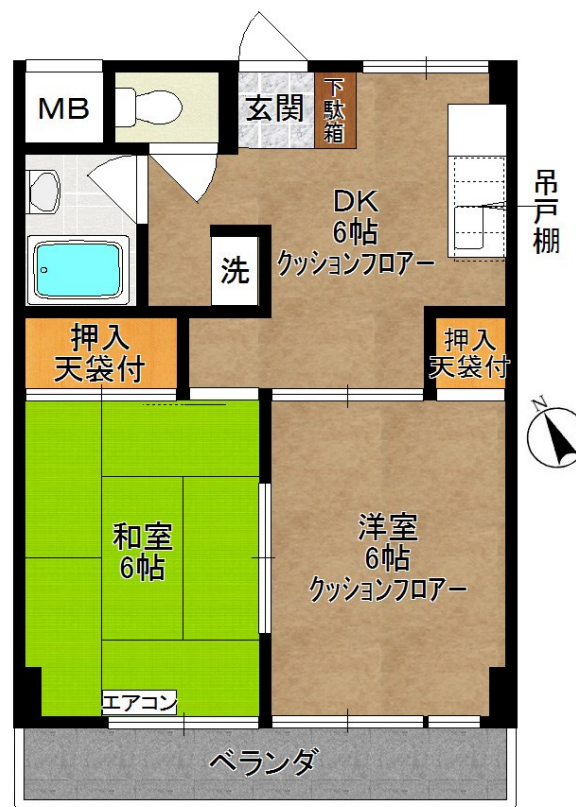 MB
玄関
下駄箱
DK
6帖
クッションフロアー
吊戸棚
洗
押入
天袋付
押入
天袋付
N
和室
6帖
洋室
6帖
クッションフロアー
エアコン
ベランダ